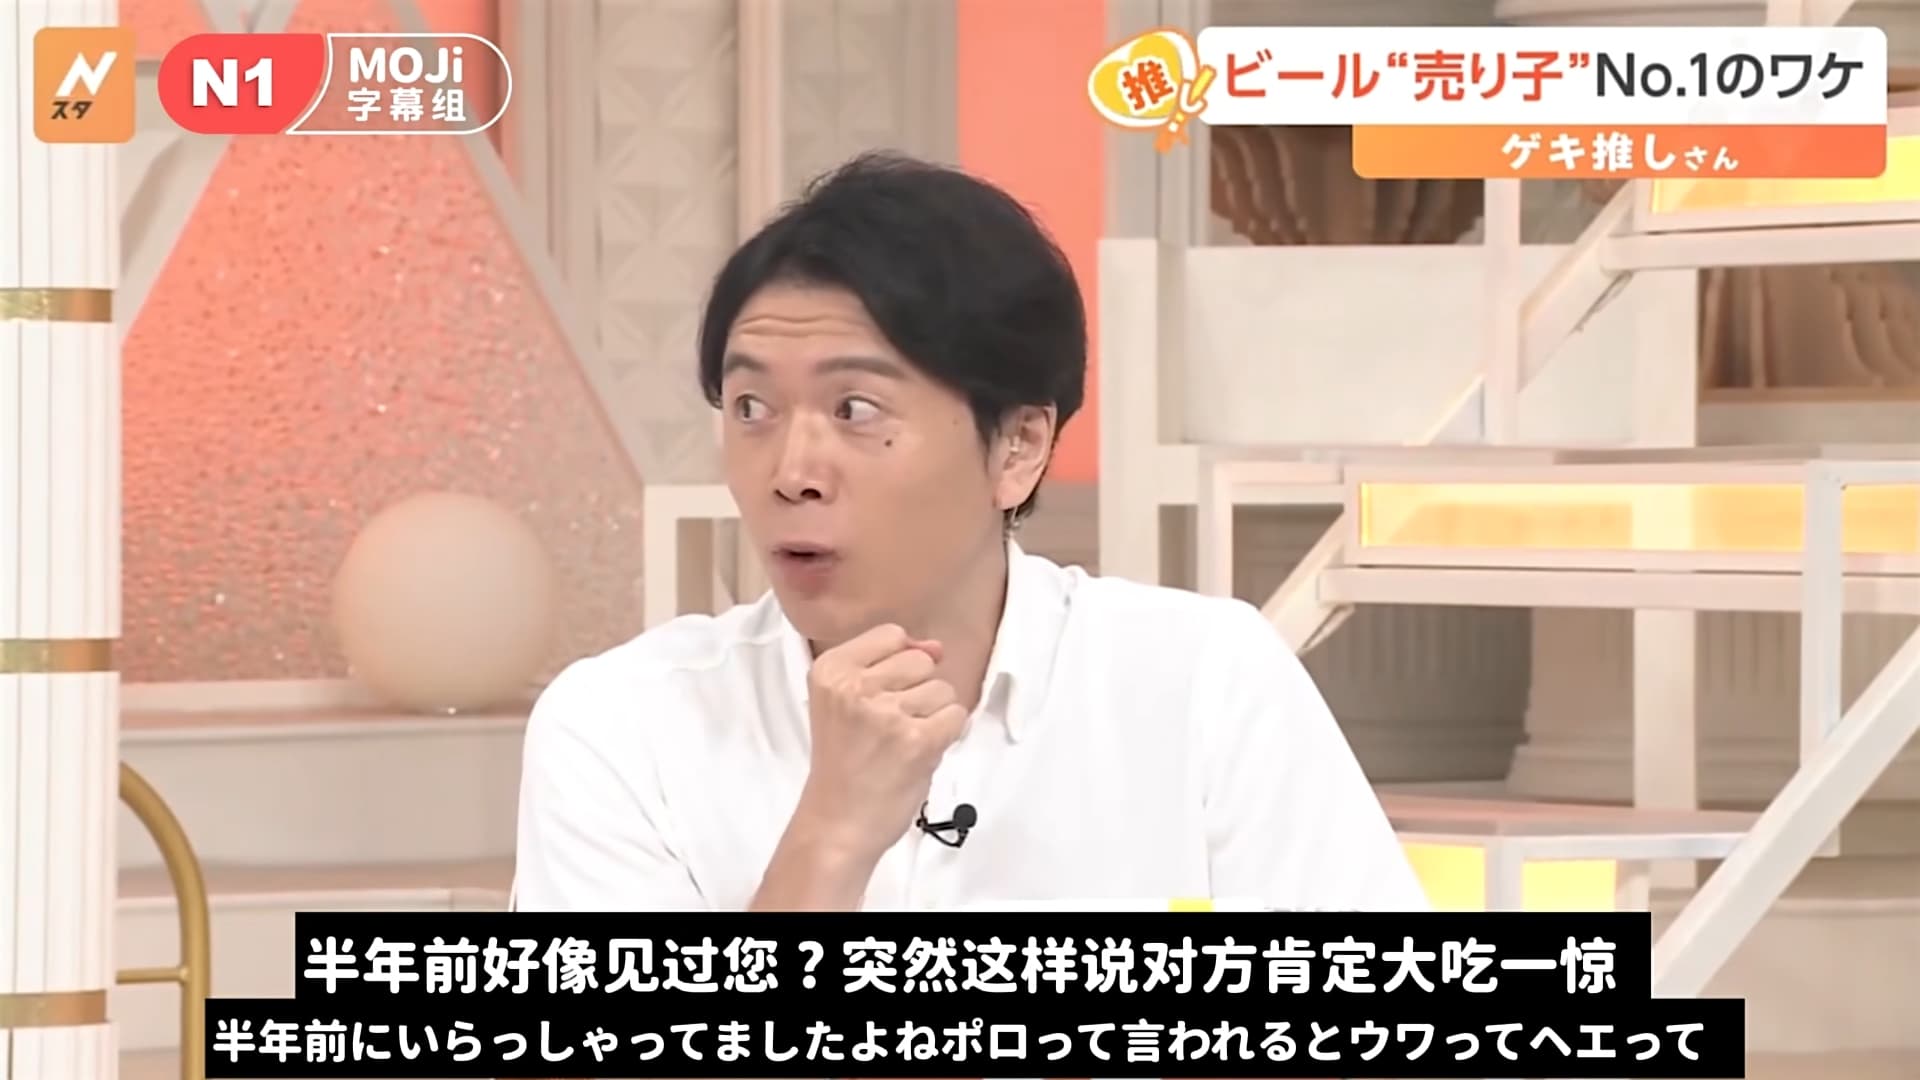 N
スタ
N1
MOJi
字幕组
推し!
ビール“売り子”No.1のワケ
ゲキ推しさん
半年前好像见过您？突然这样说对方肯定大吃一惊
半年前にいらっしゃってましたよねポロって言われるとウワってヘエって